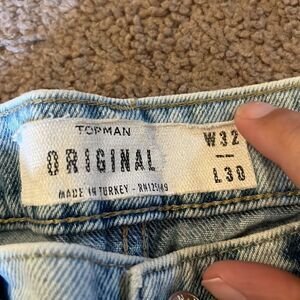 TOPMAN
ORIGINAL
W32
L30
MADE IN TURKEY - RN125149